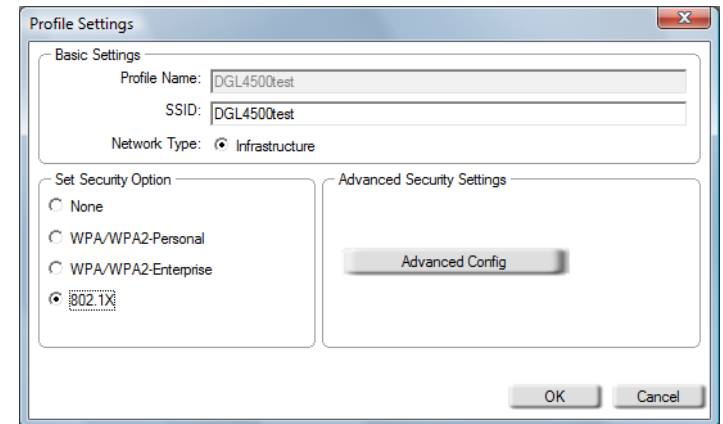 Profile Settings
Basic Settings
Profile Name: DGL4500test
SSID: DGL4500test
Network Type: Infrastructure
Set Security Option
None
WPA/WPA2-Personal
WPA/WPA2-Enterprise
802.1X
Advanced Security Settings
Advanced Config
OK Cancel